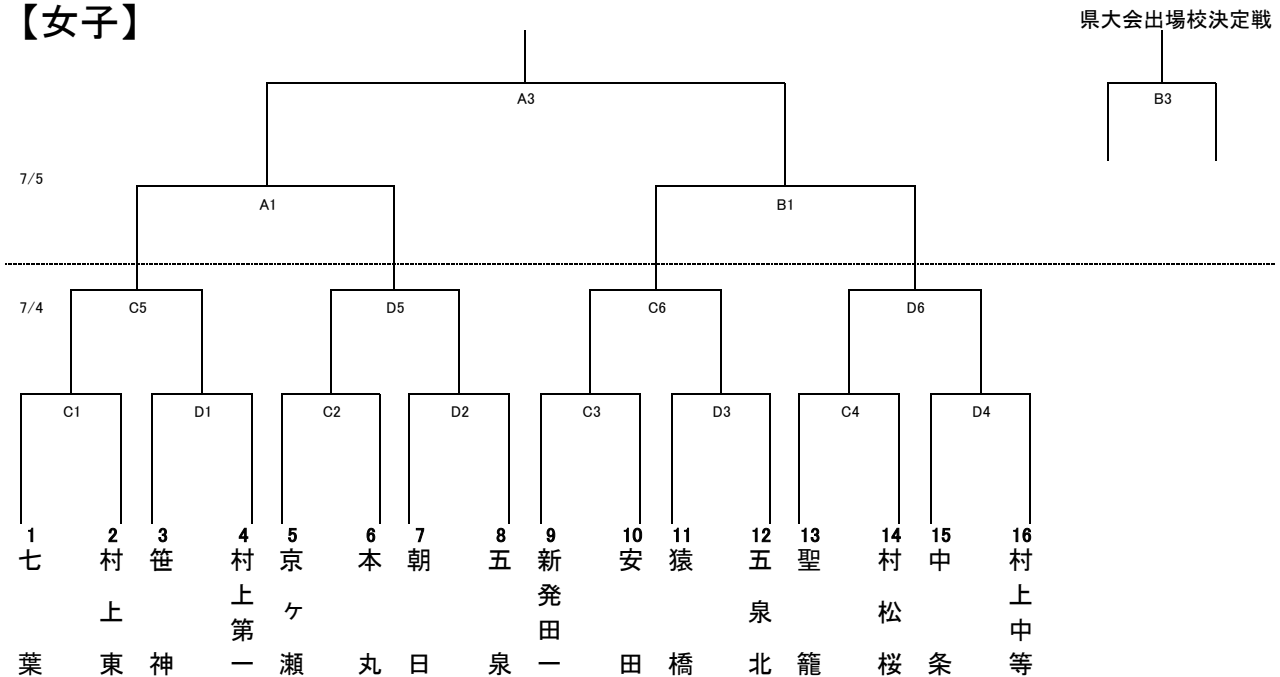 【女子】
県大会出場校決定戦
A3
B3
7/5
A1
B1
7/4
C5
D5
C6
D6
C1
D1
C2
D2
C3
D3
C4
D4
1
七葉
2
村上東
3
笹神
4
村上第一
5
京ケ瀬
6
本丸
7
朝日
8
五泉
9
新発田一
10
安田
11
猿橋
12
五泉北
13
聖籠
14
村松桜
15
中条
16
村上中等